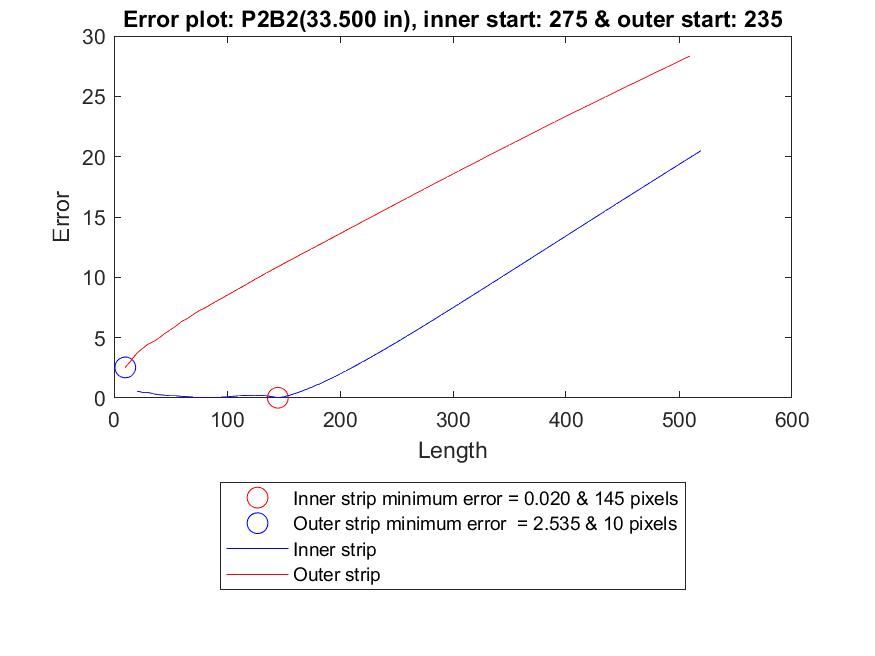 Error plot: P2B2(33.500 in), inner start: 275 & outer start: 235
30
25
20
15
10
5
0
Error
0 100 200 300 400 500 600
Length
Inner strip minimum error = 0.020 & 145 pixels
Outer strip minimum error  = 2.535 & 10 pixels
Inner strip
Outer strip